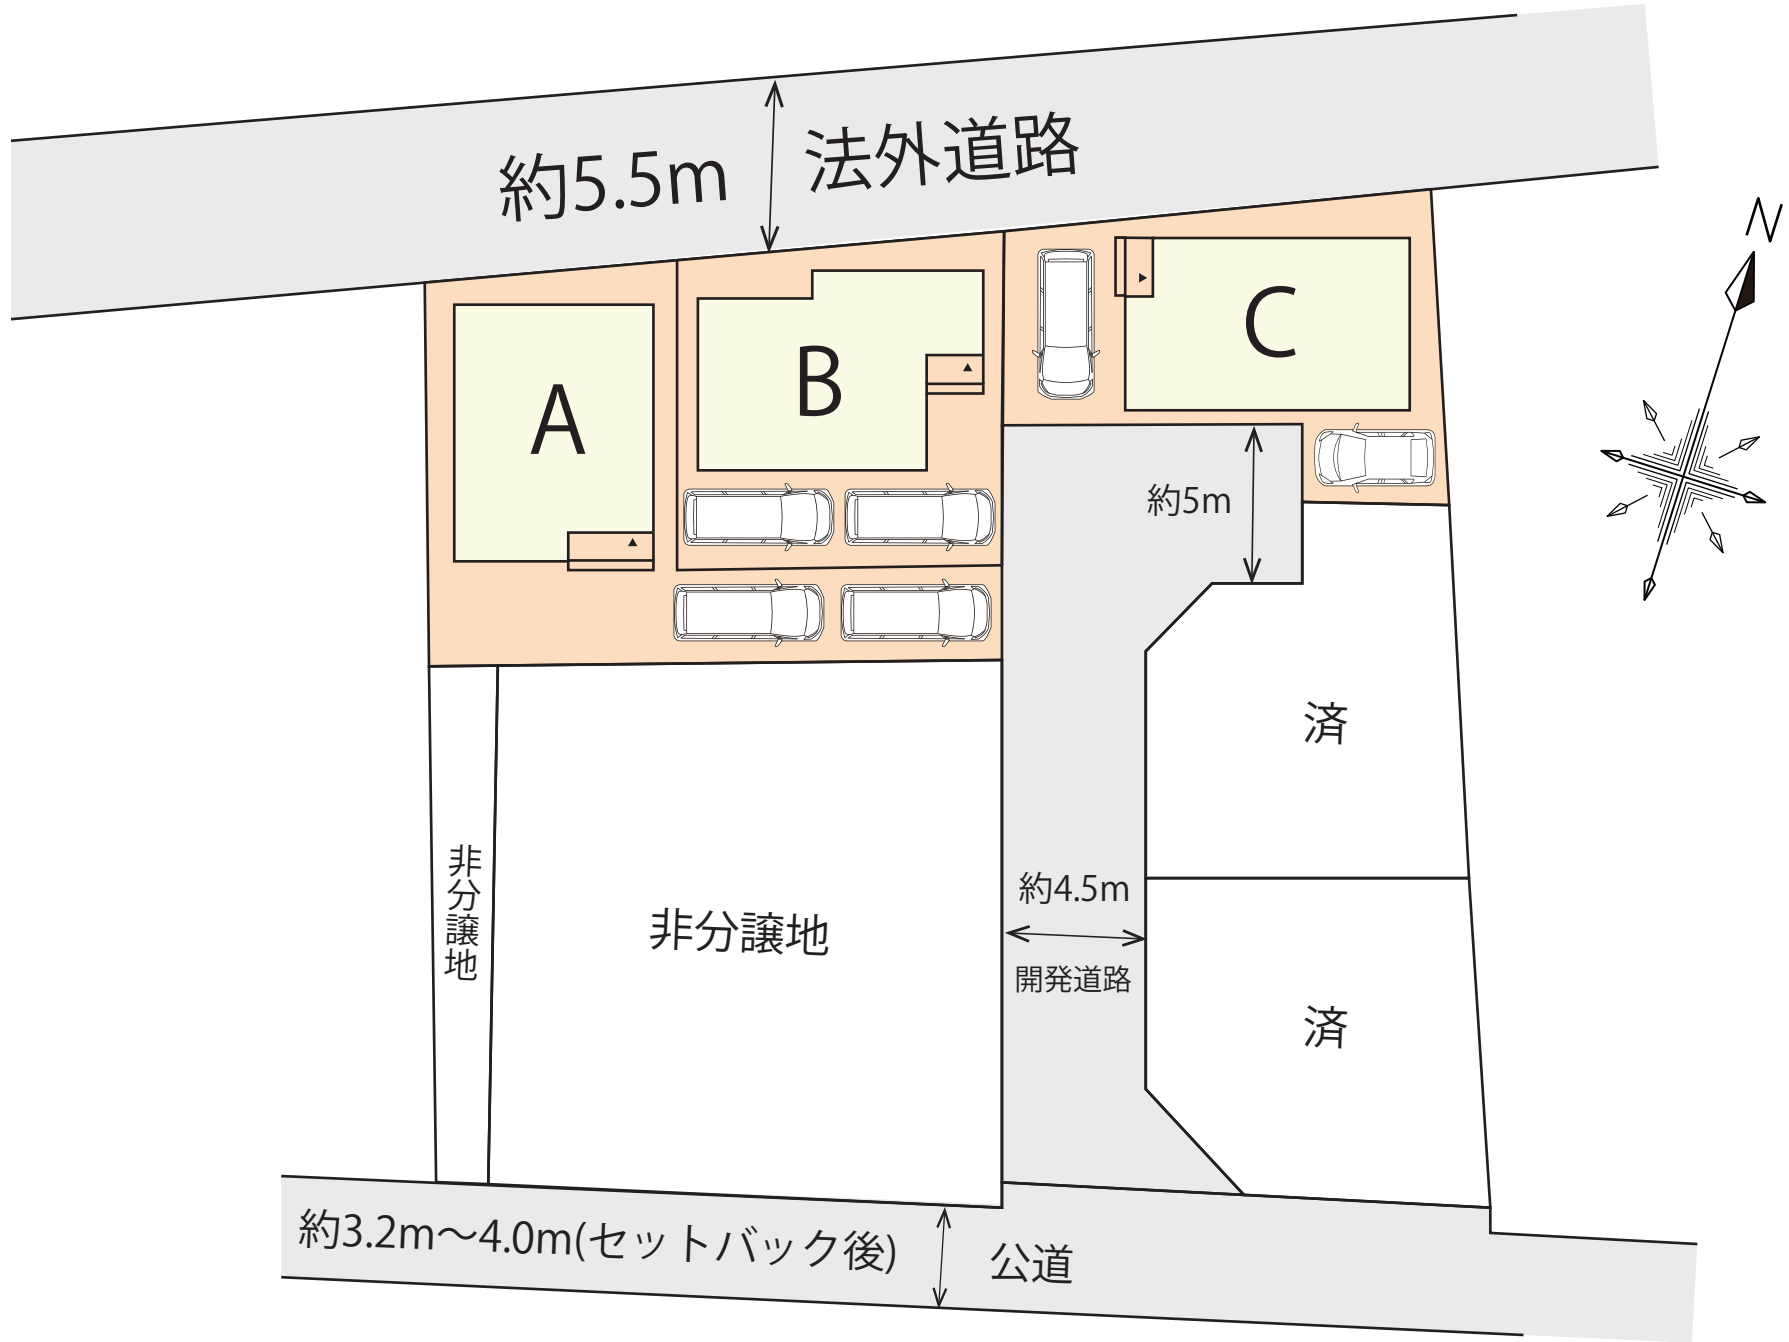 約5.5m
法外道路
N
A
B
C
約5m
済
非分譲地
非分譲地
約4.5m
開発道路
済
約3.2m〜4.0m(セットバック後)
公道